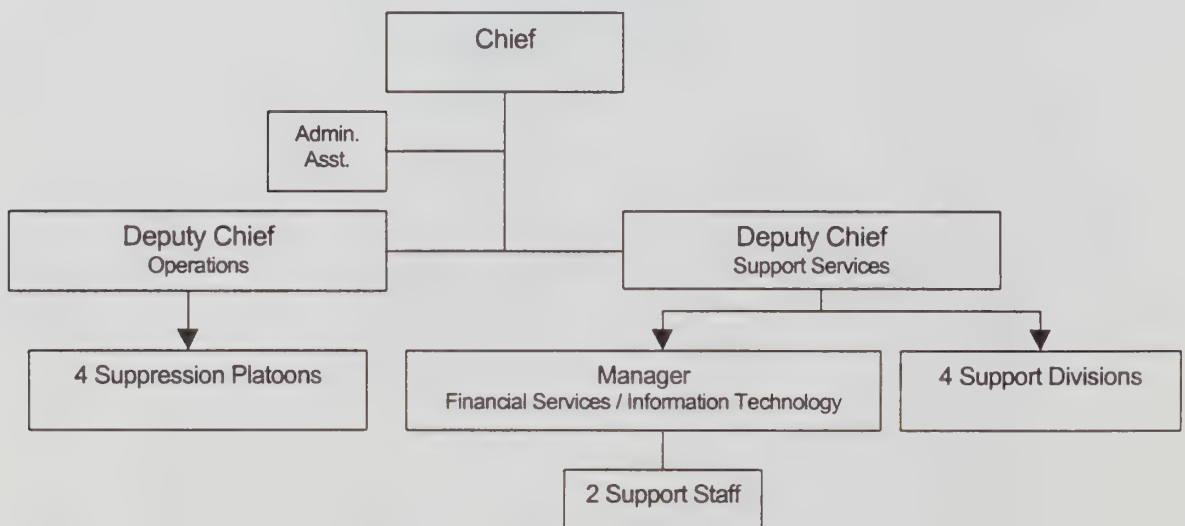 Chief
Admin.
Asst.
Deputy Chief
Operations
Deputy Chief
Support Services
4 Suppression Platoons
Manager
Financial Services / Information Technology
4 Support Divisions
2 Support Staff